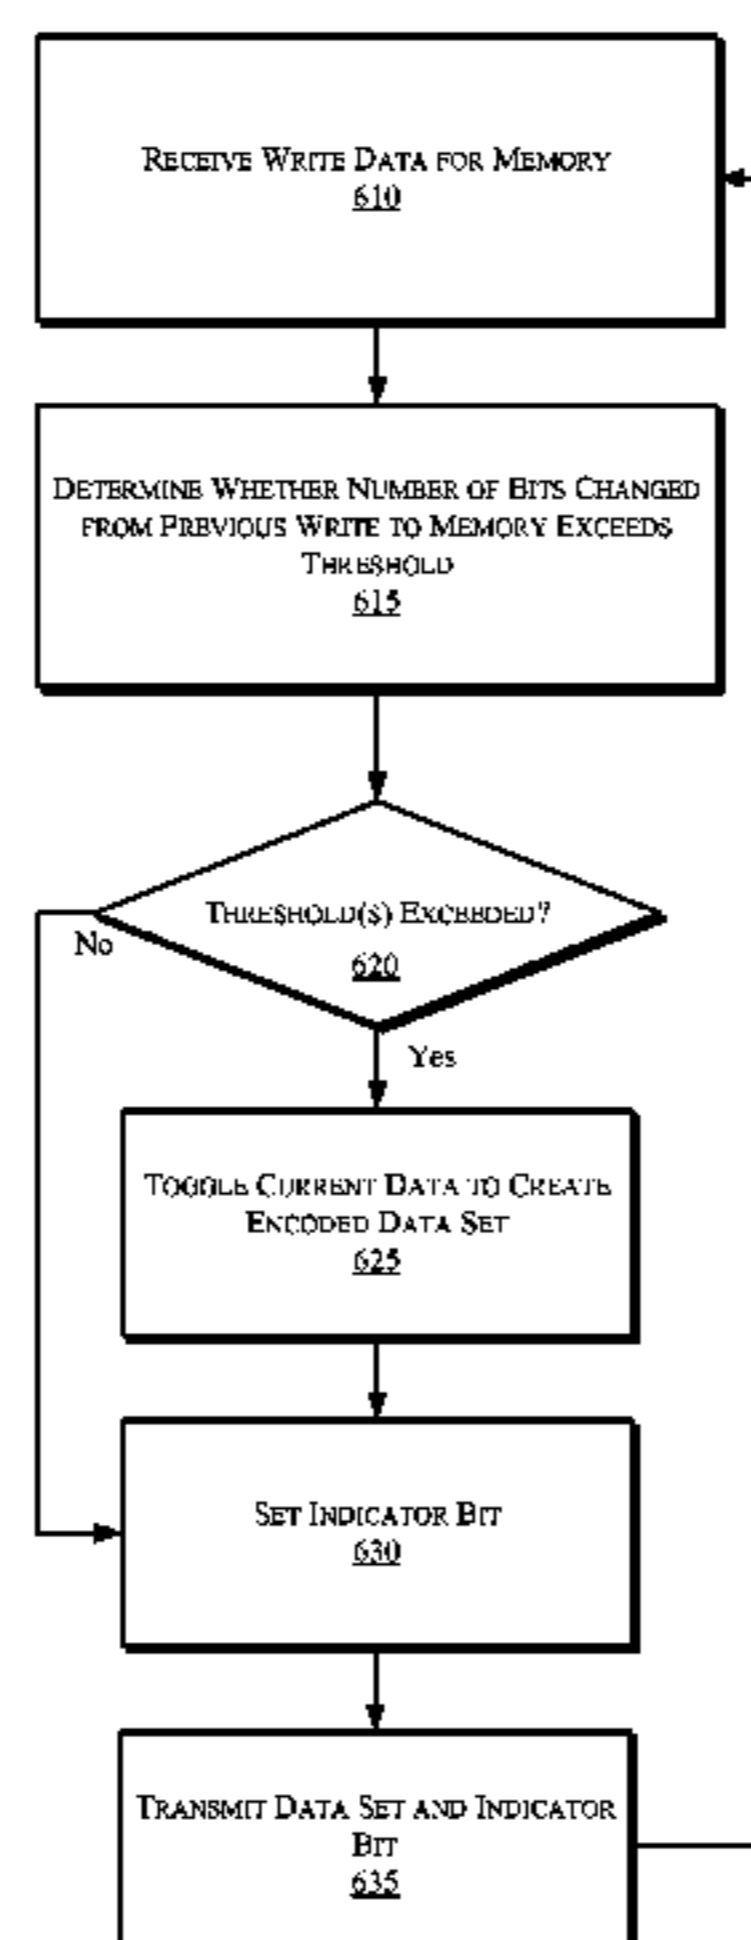 RECEIVE WRITE DATA FOR MEMORY
610
DETERMINE WHETHER NUMBER OF BITS CHANGED
FROM PREVIOUS WRITE TO MEMORY EXCEEDS
THRESHOLD
615
THRESHOLD(S) EXCEEDED?
620
No
Yes
TOGGLE CURRENT DATA TO CREATE
ENCODED DATA SET
625
SET INDICATOR BIT
630
TRANSMIT DATA SET AND INDICATOR
BIT
635